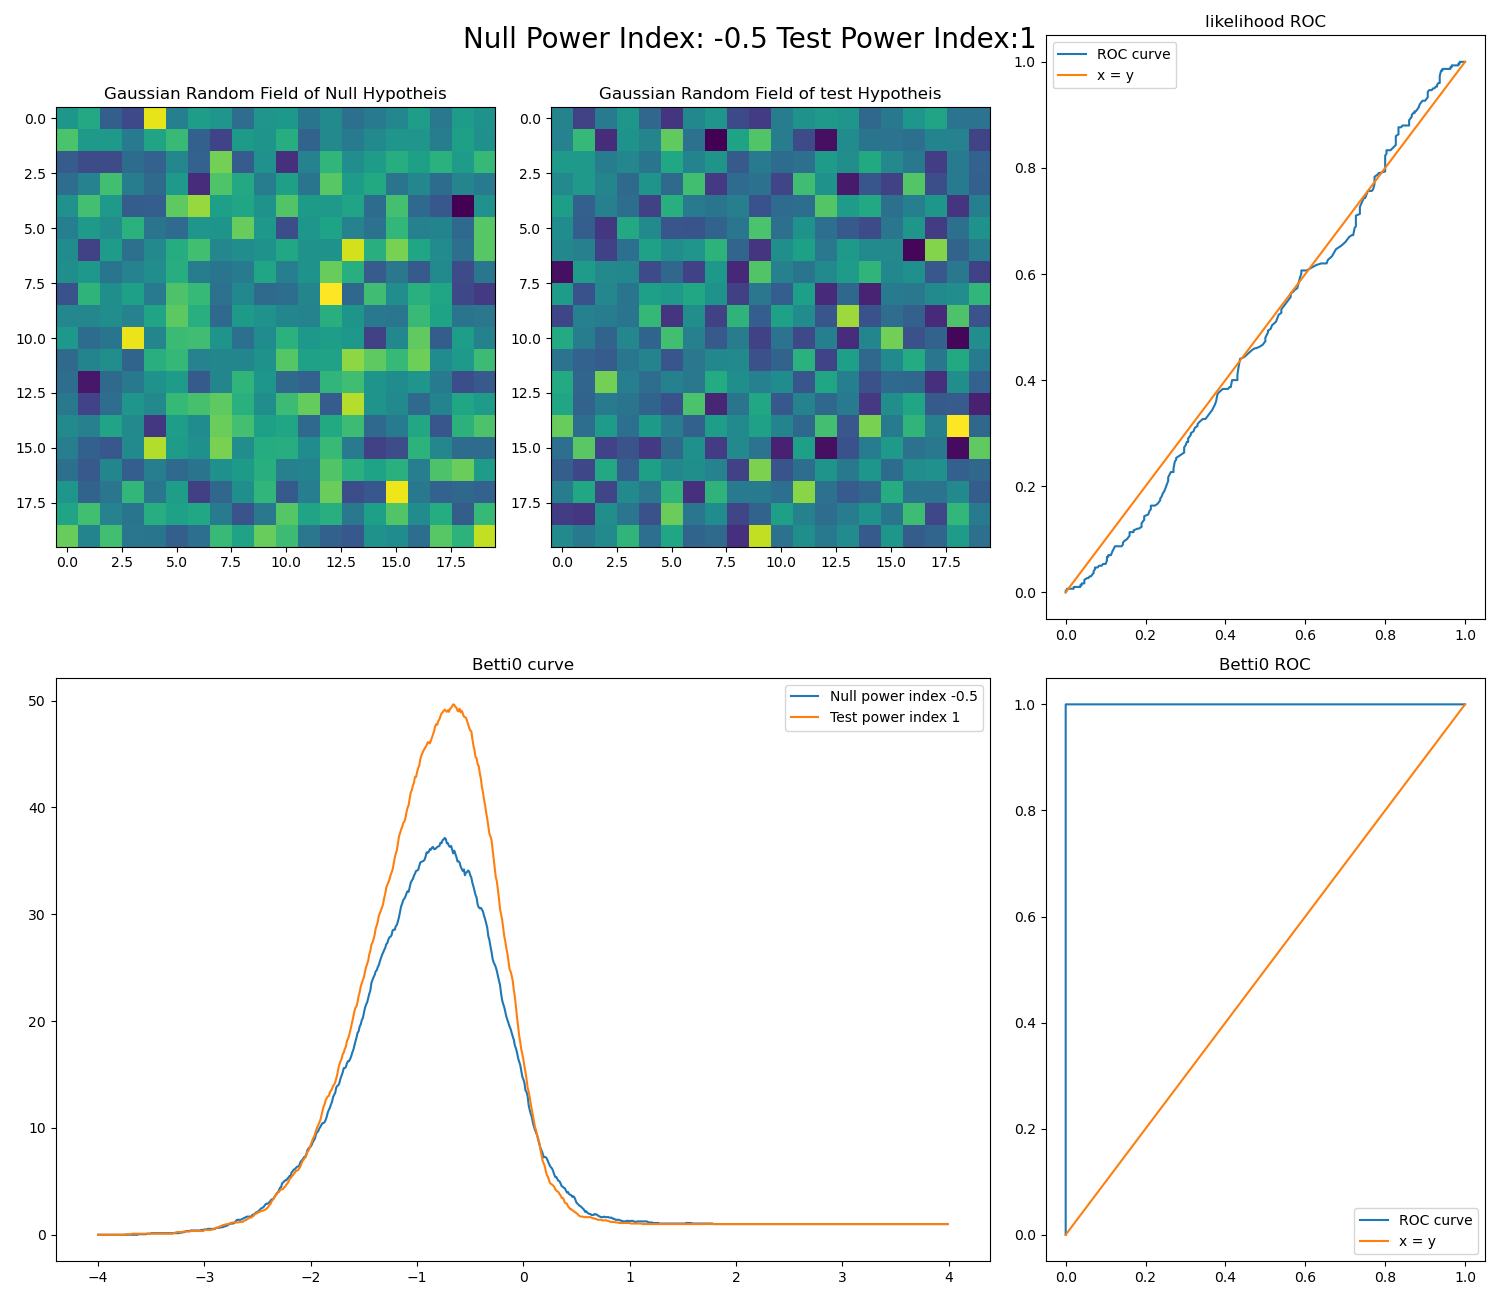 Null Power Index: -0.5 Test Power Index:1
Gaussian Random Field of Null Hypotheis
0.0
2.5
5.0
7.5
10.0
12.5
15.0
17.5
0.0 2.5 5.0 7.5 10.0 12.5 15.0 17.5
Gaussian Random Field of test Hypotheis
0.0
2.5
5.0
7.5
10.0
12.5
15.0
17.5
0.0 2.5 5.0 7.5 10.0 12.5 15.0 17.5
likelihood ROC
ROC curve
x = y
1.0
0.8
0.6
0.4
0.2
0.0
0.0 0.2 0.4 0.6 0.8 1.0
Betti0 curve
Null power index -0.5
Test power index 1
50
40
30
20
10
0
−4 −3 −2 −1 0 1 2 3 4
Betti0 ROC
1.0
0.8
0.6
0.4
0.2
0.0
ROC curve
x = y
0.0 0.2 0.4 0.6 0.8 1.0